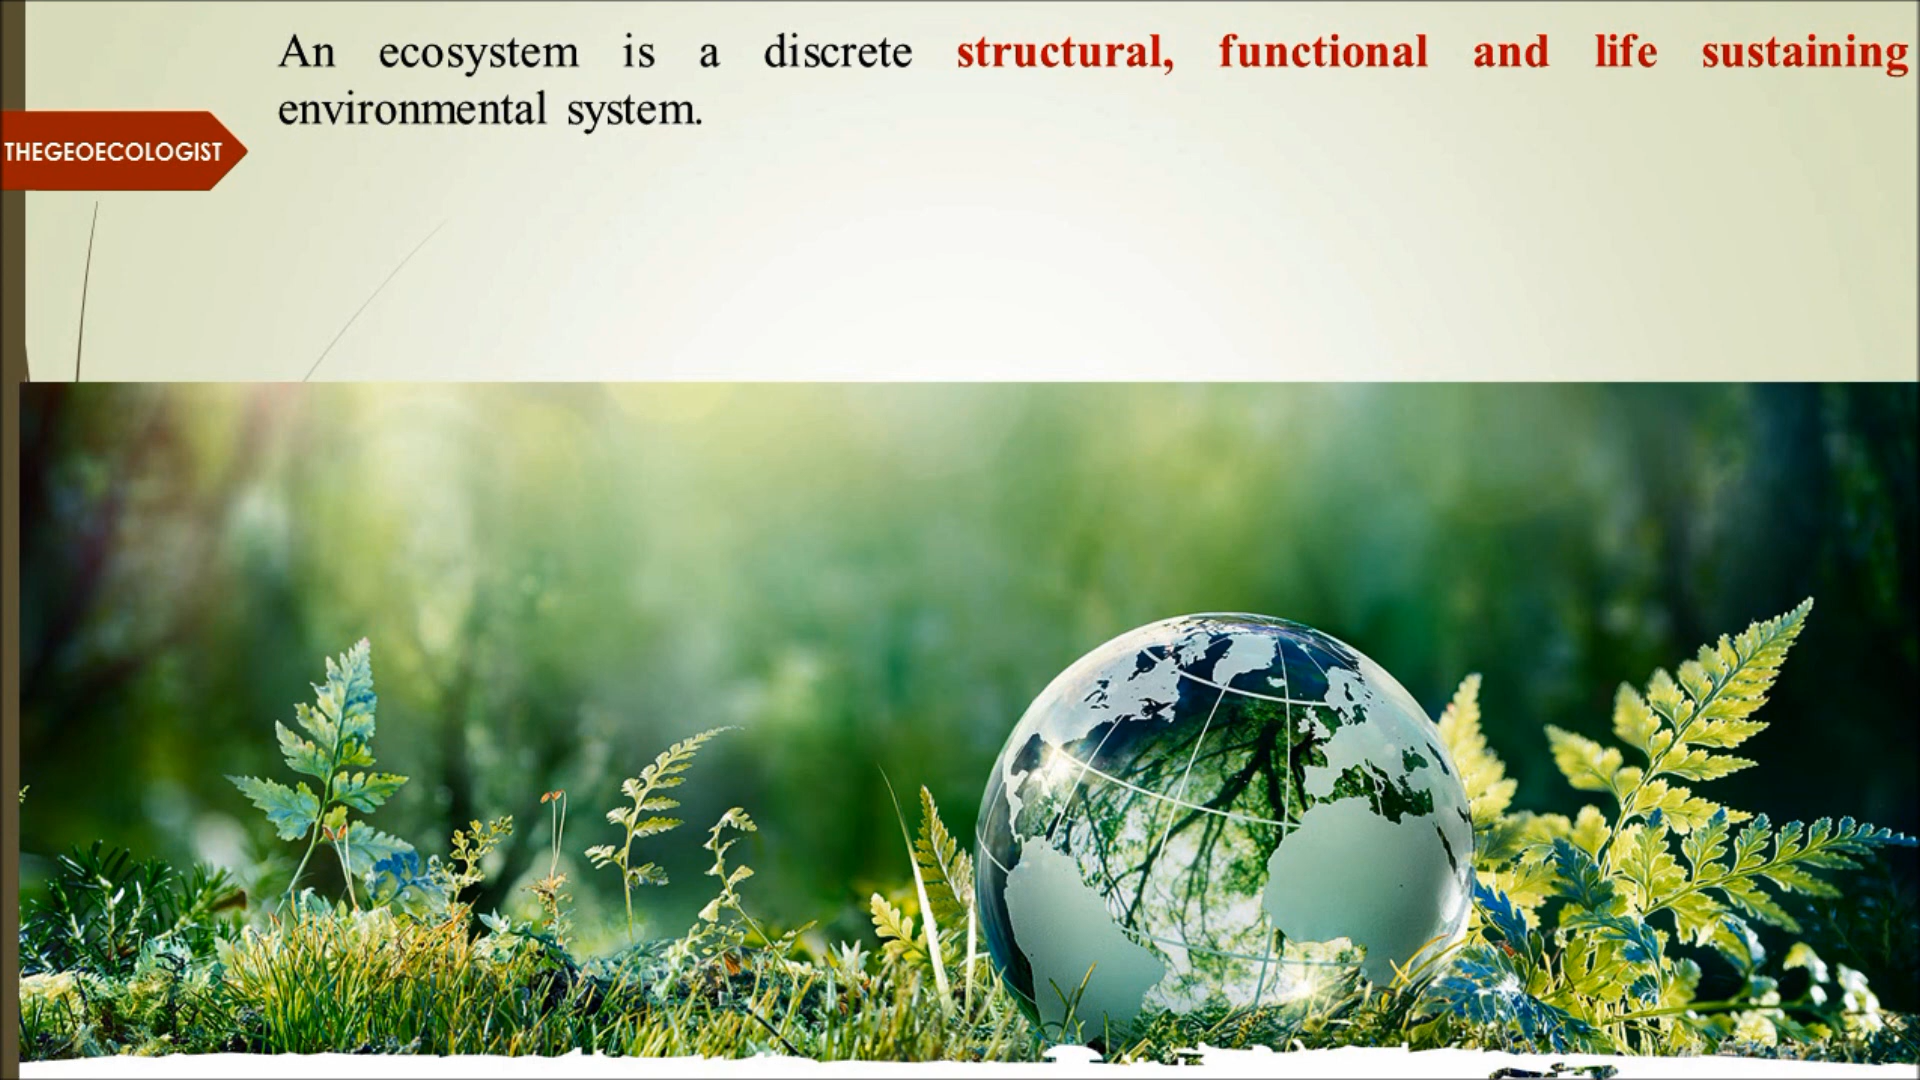 An ecosystem is a discrete structural, functional and life sustaining
environmental system.
THEGEOECOLOGIST